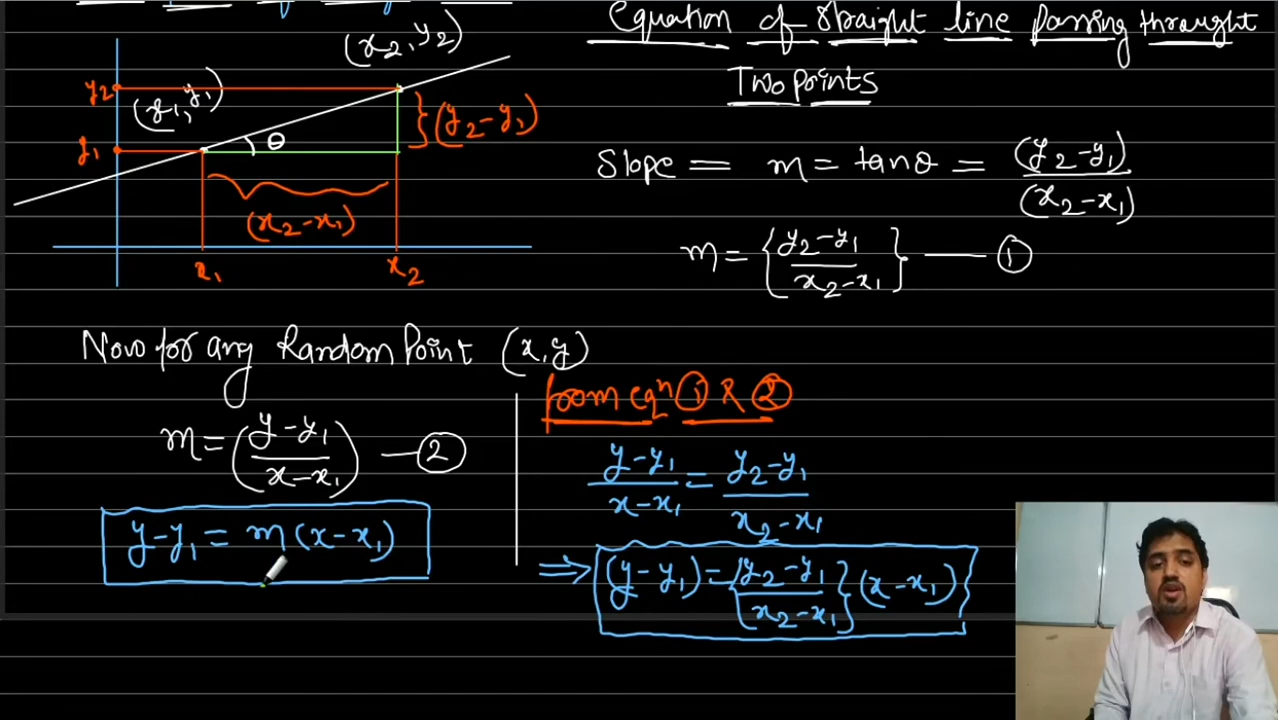 Equation of straight line passing throught
Two points
(x₂, y₂)
y₂
(x₁, y₁)
}(y₂-y₁)
y₁
θ
(x₂-x₁)
x₁
x₂
Slope = m = tanθ = (y₂-y₁)/(x₂-x₁)
m = {y₂-y₁/x₂-x₁} — ①
Now for any Random Point (x,y)
m = (y-y₁/x-x₁) — ②
y-y₁ = m(x-x₁)
from eqⁿ ① & ②
y-y₁/x-x₁ = y₂-y₁/x₂-x₁
⇒ (y-y₁) = {y₂-y₁/x₂-x₁}(x-x₁)